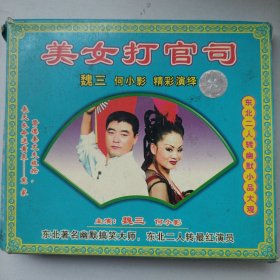 美女打官司
魏三 何小影 精彩演绎
东北二人转幽默小品大观
主演：魏三 何小影
东北著名幽默搞笑大师，东北二人转最红演员